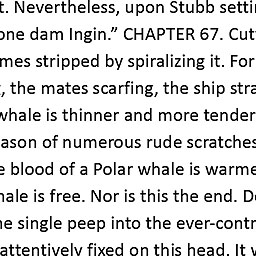 t. Nevertheless, upon Stubb setti
one dam Ingin.” CHAPTER 67. Cut
mes stripped by spiralizing it. For
, the mates scarfing, the ship stra
whale is thinner and more tender
ason of numerous rude scratches
e blood of a Polar whale is warme
hale is free. Nor is this the end. D
ne single peep into the ever-contr
attentively fixed on this head. It w